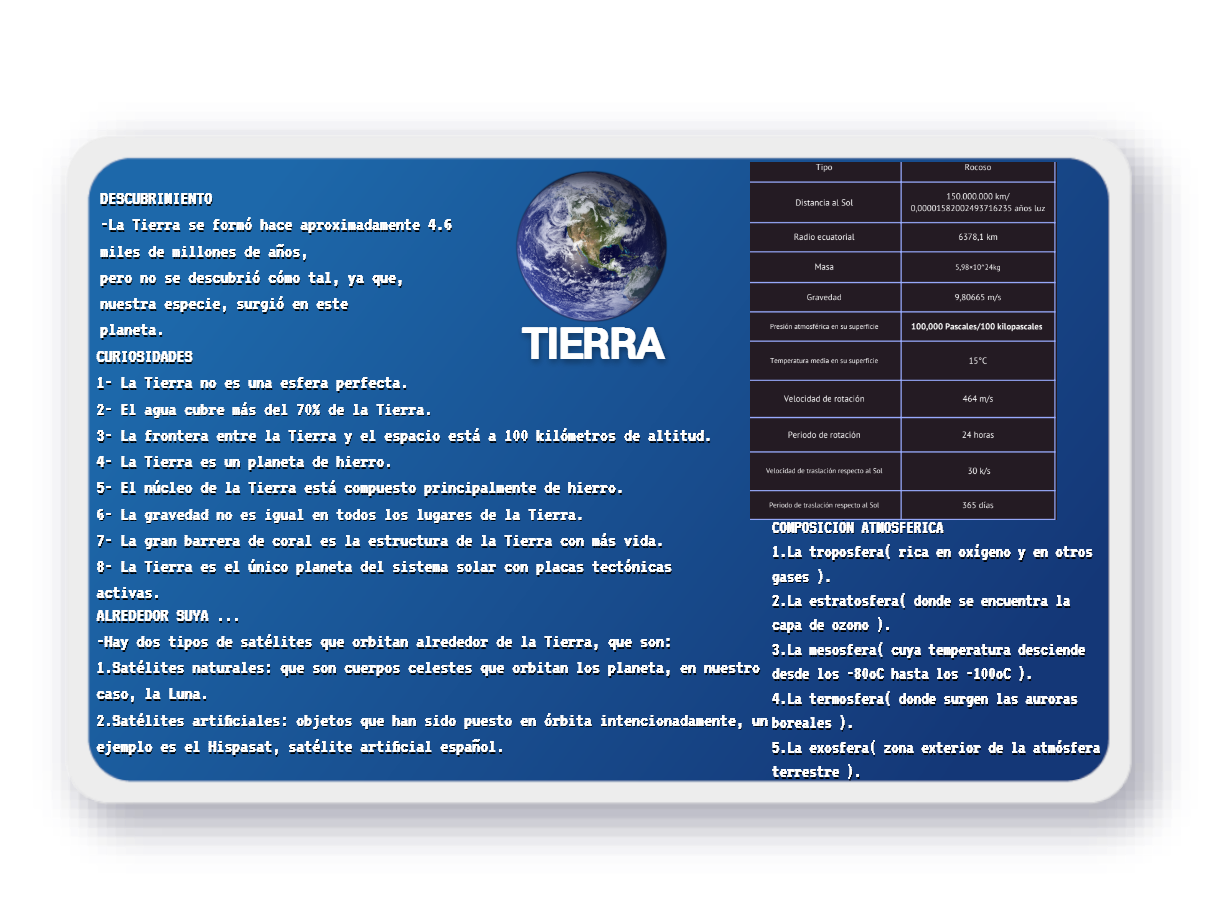 DESCUBRIMIENTO
-La Tierra se formó hace aproximadamente 4.6
miles de millones de años,
pero no se descubrió cómo tal, ya que,
nuestra especie, surgió en este
planeta.
CURIOSIDADES
1- La Tierra no es una esfera perfecta.
2- El agua cubre más del 70% de la Tierra.
3- La frontera entre la Tierra y el espacio está a 100 kilómetros de altitud.
4- La Tierra es un planeta de hierro.
5- El núcleo de la Tierra está compuesto principalmente de hierro.
6- La gravedad no es igual en todos los lugares de la Tierra.
7- La gran barrera de coral es la estructura de la Tierra con más vida.
8- La Tierra es el único planeta del sistema solar con placas tectónicas
activas.
ALREDEDOR SUYA ...
-Hay dos tipos de satélites que orbitan alrededor de la Tierra, que son:
1.Satélites naturales: que son cuerpos celestes que orbitan los planeta, en nuestro
caso, la Luna.
2.Satélites artificiales: objetos que han sido puesto en órbita intencionadamente, un
ejemplo es el Hispasat, satélite artificial español.
TIERRA
Tipo Rocoso
Distancia al Sol 150.000.000 km/
0,00001582002493716235 años luz
Radio ecuatorial 6378,1 km
Masa 5,98×10^24kg
Gravedad 9,80665 m/s
Presión atmosférica en su superficie 100,000 Pascales/100 kilopascales
Temperatura media en su superficie 15°C
Velocidad de rotación 464 m/s
Periodo de rotación 24 horas
Velocidad de traslación respecto al Sol 30 k/s
Periodo de traslación respecto al Sol 365 días
COMPOSICION ATMOSFERICA
1.La troposfera( rica en oxígeno y en otros
gases ).
2.La estratosfera( donde se encuentra la
capa de ozono ).
3.La mesosfera( cuya temperatura desciende
desde los -80oC hasta los -100oC ).
4.La termosfera( donde surgen las auroras
boreales ).
5.La exosfera( zona exterior de la atmósfera
terrestre ).